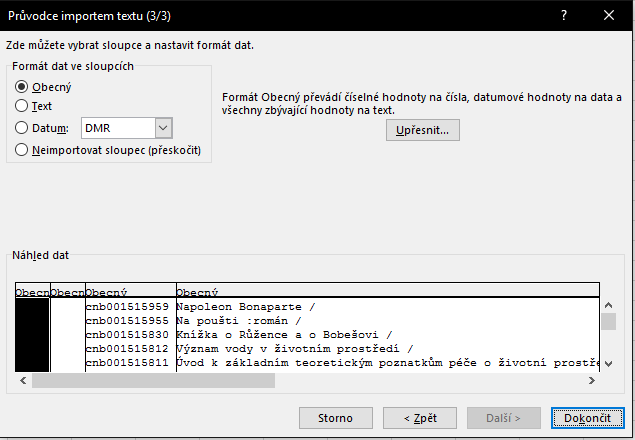 Průvodce importem textu (3/3)
Zde můžete vybrat sloupce a nastavit formát dat.
Formát dat ve sloupcích
Obecný
Text
Datum: DMR
Neimportovat sloupec (přeskočit)
Formát Obecný převádí číselné hodnoty na čísla, datumové hodnoty na data a
všechny zbývající hodnoty na text.
Upřesnit...
Náhled dat
Obecn Obecn Obecný Obecný
cnb001515959 Napoleon Bonaparte /
cnb001515955 Na poušti :román /
cnb001515830 Knížka o Růžence a o Bobešovi /
cnb001515812 Význam vody v životním prostředí /
cnb001515811 Úvod k základním teoretickým poznatkům péče o životní prostře
Storno < Zpět Další > Dokončit